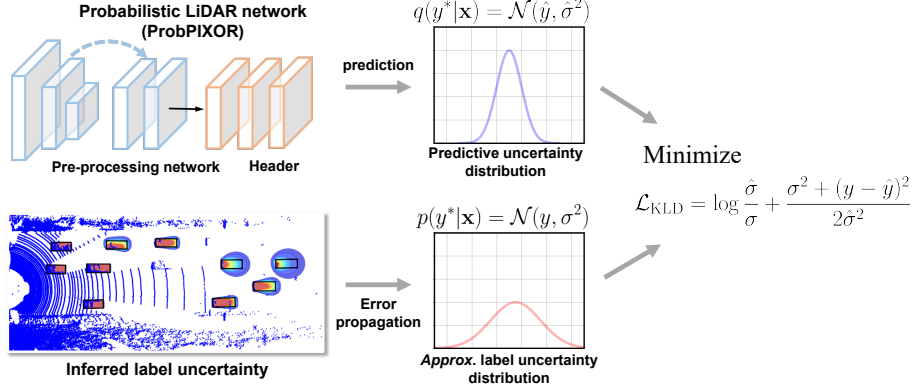 Probabilistic LiDAR network
(ProbPIXOR)
Pre-processing network
Header
prediction
q(y*|𝐱) = 𝒩(ŷ, σ̂²)
Predictive uncertainty
distribution
Inferred label uncertainty
Error
propagation
p(y*|𝐱) = 𝒩(y, σ²)
Approx. label uncertainty
distribution
Minimize
ℒ_KLD = log σ̂/σ + (σ² + (y − ŷ)²)/(2σ̂²)